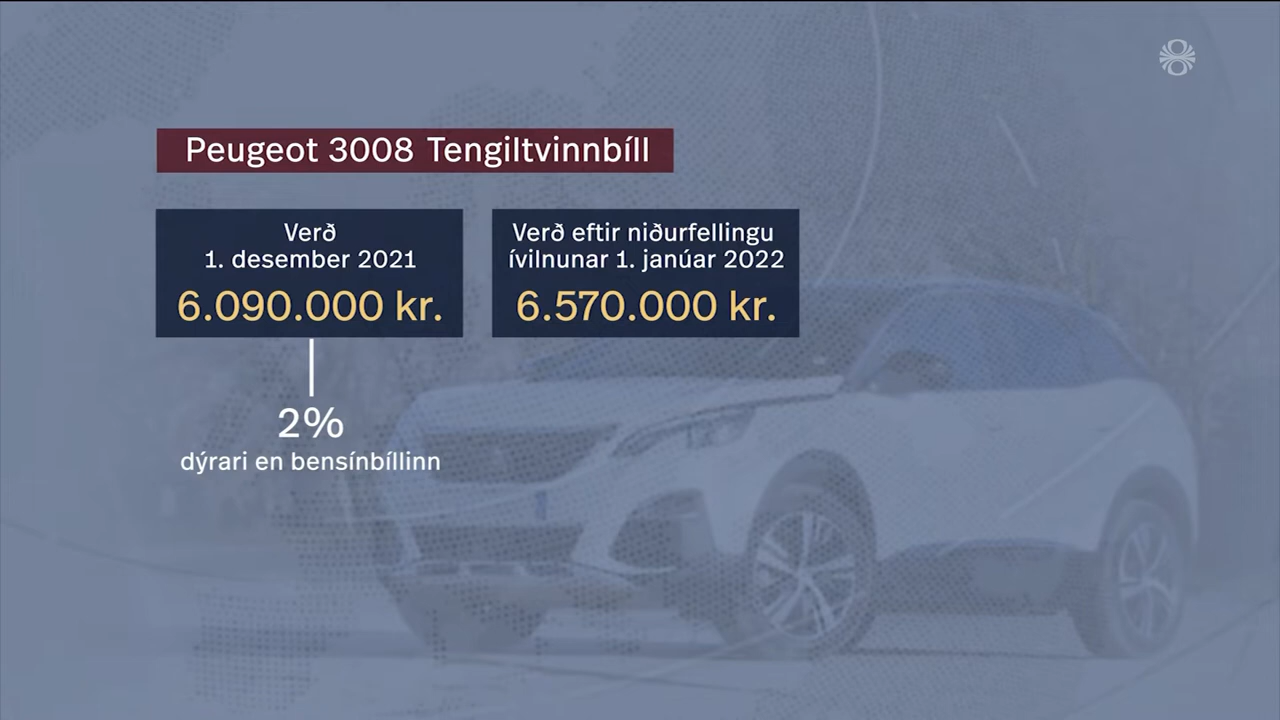 Peugeot 3008 Tengiltvinnbíll
Verð
1. desember 2021
6.090.000 kr.
Verð eftir niðurfellingu
ívilnunar 1. janúar 2022
6.570.000 kr.
2%
dýrari en bensínbíllinn